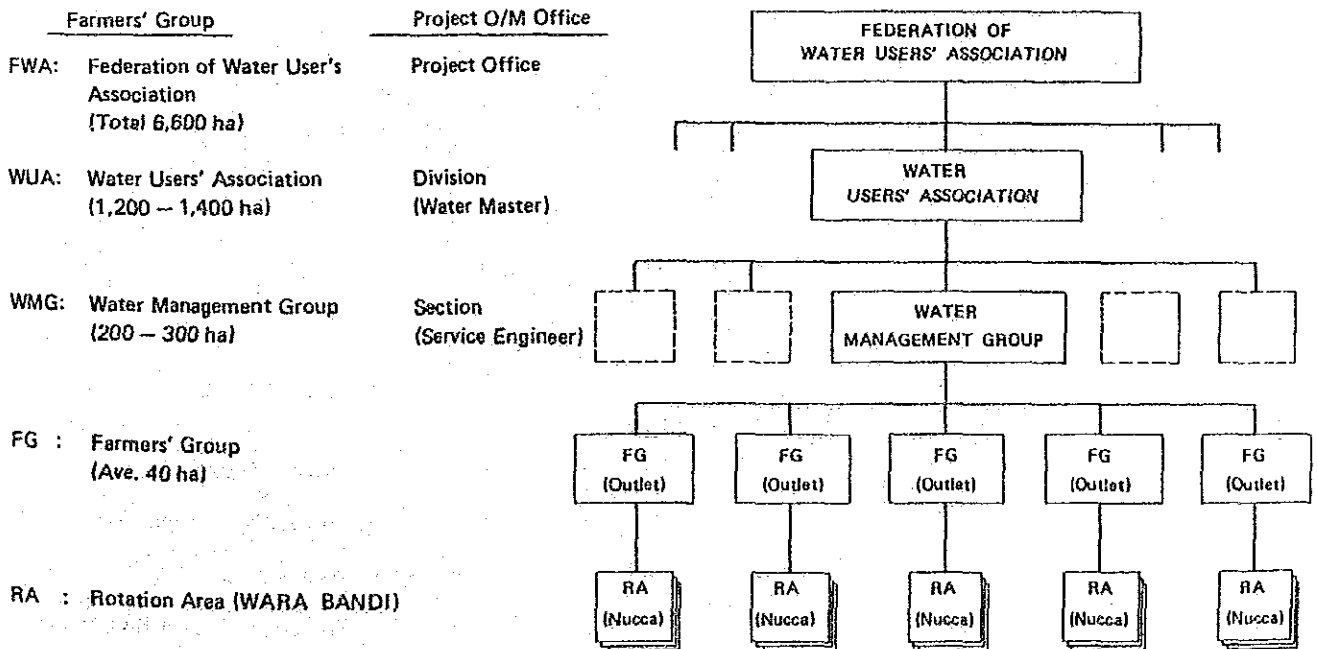 Farmers' Group
Project O/M Office
FWA: Federation of Water User's
Association
(Total 6,600 ha)
Project Office
WUA: Water Users' Association
(1,200 — 1,400 ha)
Division
(Water Master)
WMG: Water Management Group
(200 — 300 ha)
Section
(Service Engineer)
FG : Farmers' Group
(Ave. 40 ha)
RA : Rotation Area (WARA BANDI)
FEDERATION OF
WATER USERS' ASSOCIATION
WATER
USERS' ASSOCIATION
WATER
MANAGEMENT GROUP
FG
(Outlet)
FG
(Outlet)
FG
(Outlet)
FG
(Outlet)
FG
(Outlet)
RA
(Nucca)
RA
(Nucca)
RA
(Nucca)
RA
(Nucca)
RA
(Nucca)